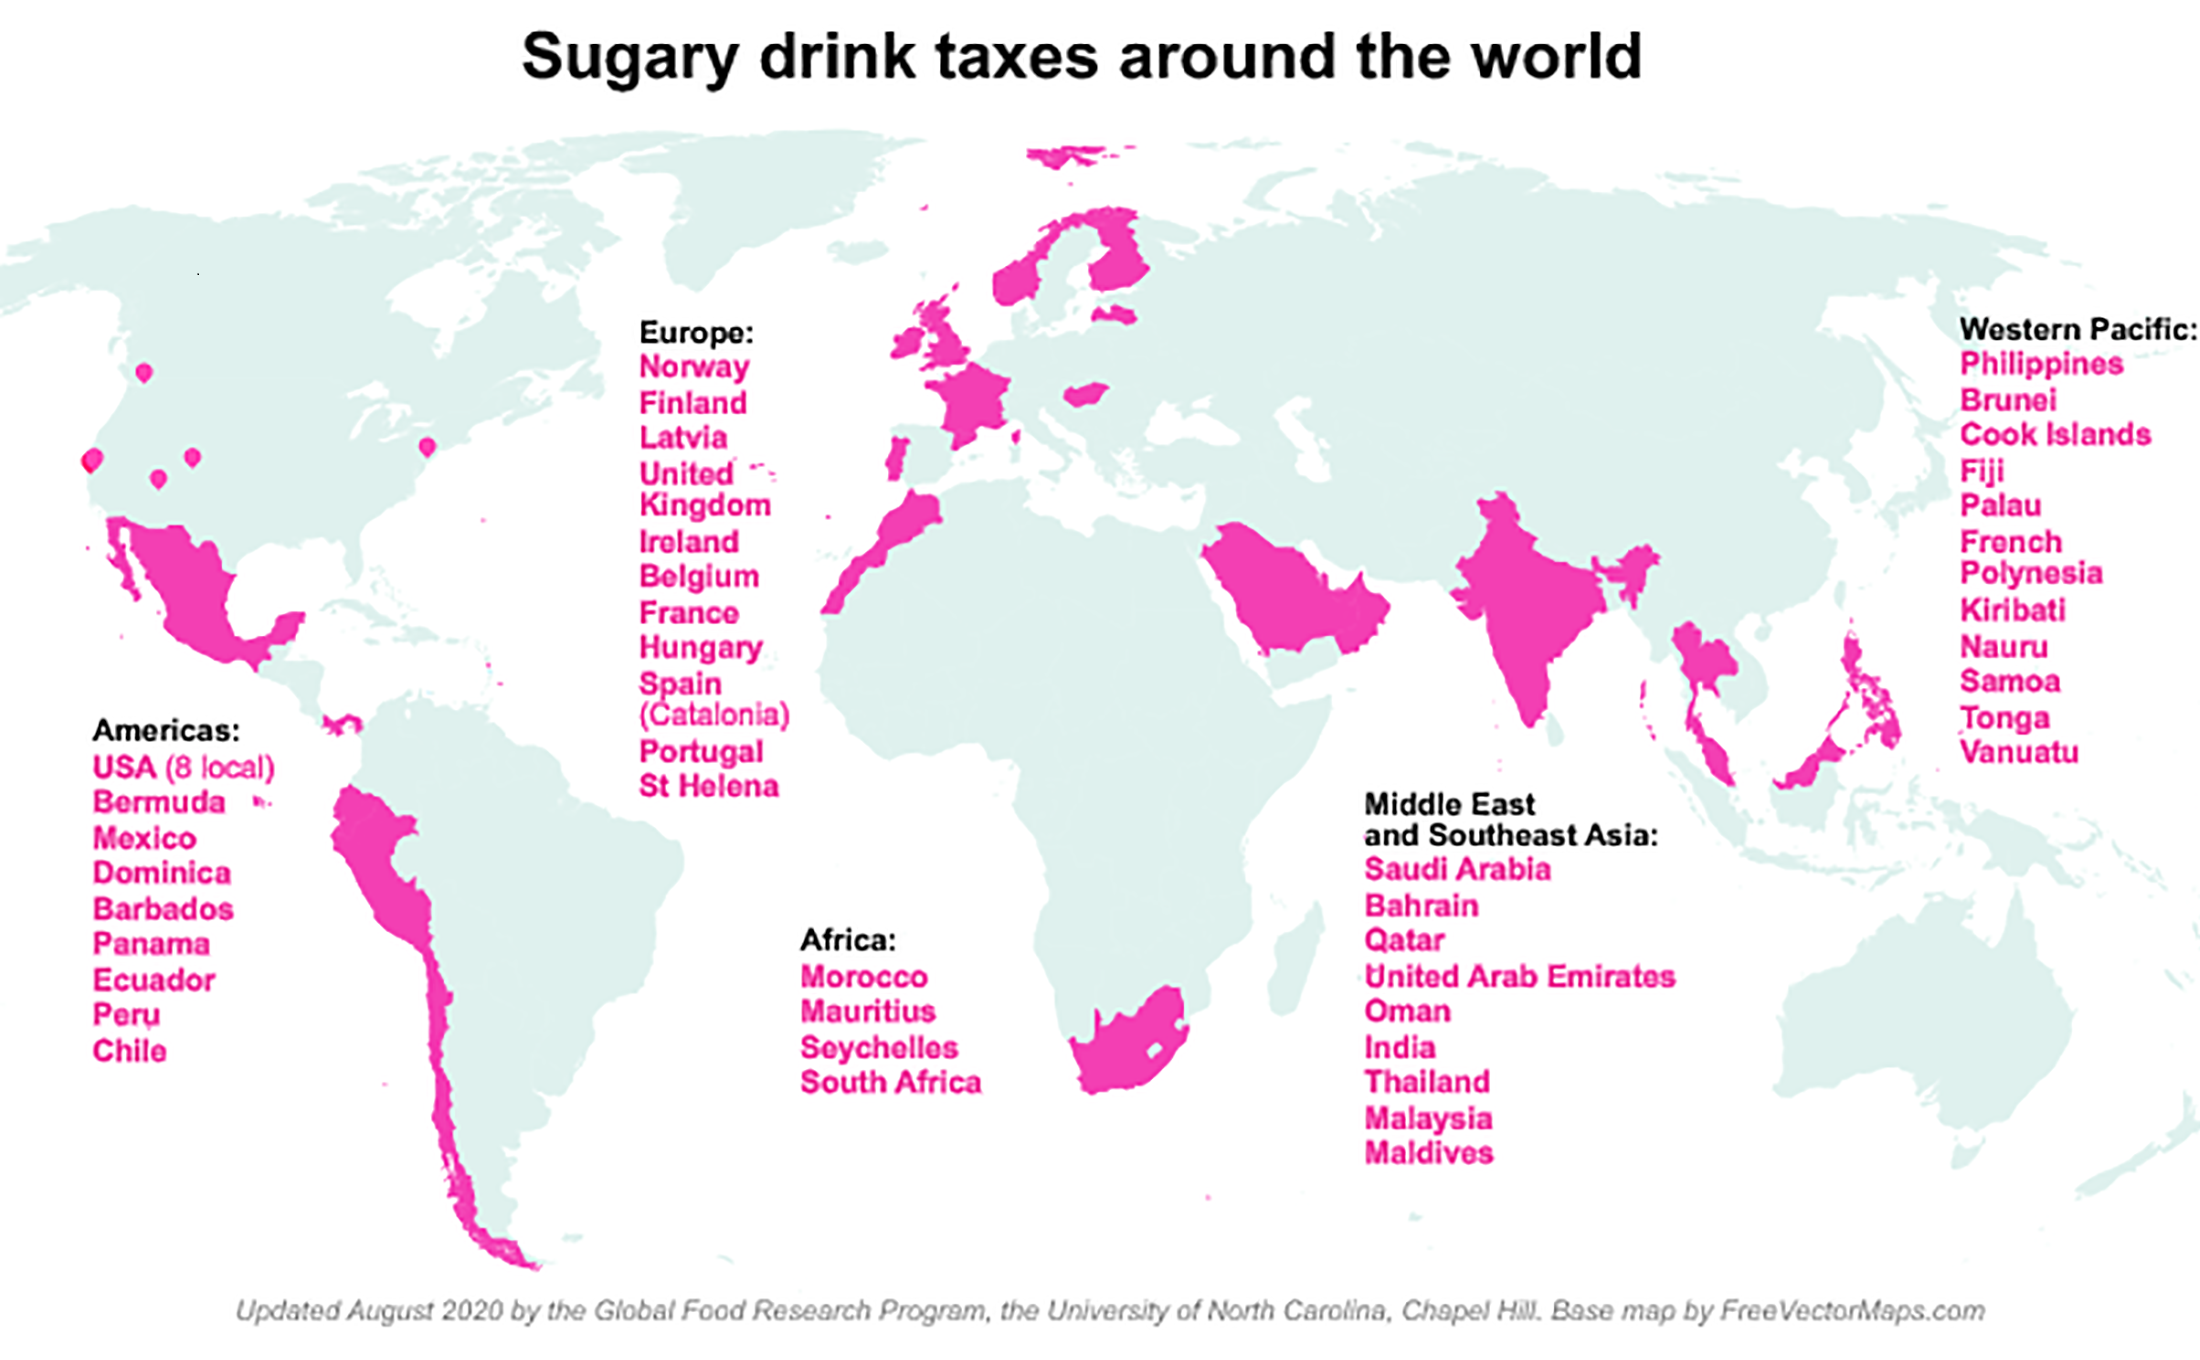 Sugary drink taxes around the world
Europe:
Norway
Finland
Latvia
United
Kingdom
Ireland
Belgium
France
Hungary
Spain
(Catalonia)
Portugal
St Helena
Western Pacific:
Philippines
Brunei
Cook Islands
Fiji
Palau
French
Polynesia
Kiribati
Nauru
Samoa
Tonga
Vanuatu
Americas:
USA (8 local)
Bermuda
Mexico
Dominica
Barbados
Panama
Ecuador
Peru
Chile
Africa:
Morocco
Mauritius
Seychelles
South Africa
Middle East
and Southeast Asia:
Saudi Arabia
Bahrain
Qatar
United Arab Emirates
Oman
India
Thailand
Malaysia
Maldives
Updated August 2020 by the Global Food Research Program, the University of North Carolina, Chapel Hill. Base map by FreeVectorMaps.com